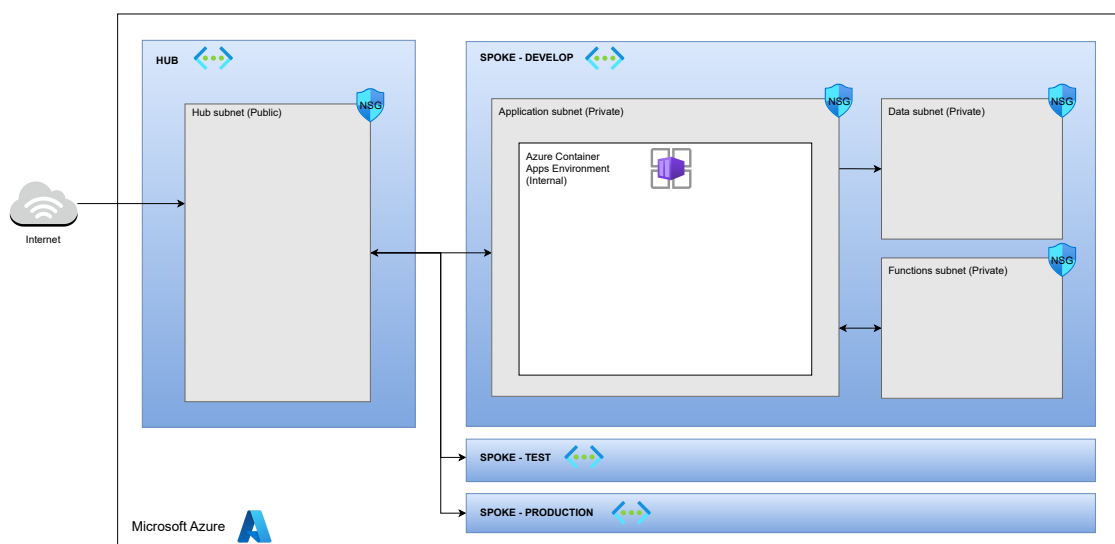 HUB
SPOKE - DEVELOP
NSG
Hub subnet (Public)
NSG
Application subnet (Private)
NSG
Data subnet (Private)
Azure Container
Apps Environment
(Internal)
Internet
NSG
Functions subnet (Private)
SPOKE - TEST
SPOKE - PRODUCTION
Microsoft Azure
NSG